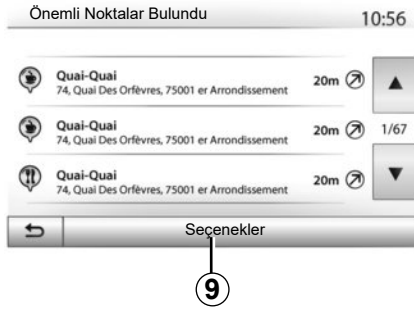 Önemli Noktalar Bulundu 10:56
Quai-Quai
74, Quai Des Orfèvres, 75001 er Arrondissement
20m
Quai-Quai
74, Quai Des Orfèvres, 75001 er Arrondissement
20m
1/67
Quai-Quai
74, Quai Des Orfèvres, 75001 er Arrondissement
20m
Seçenekler
9